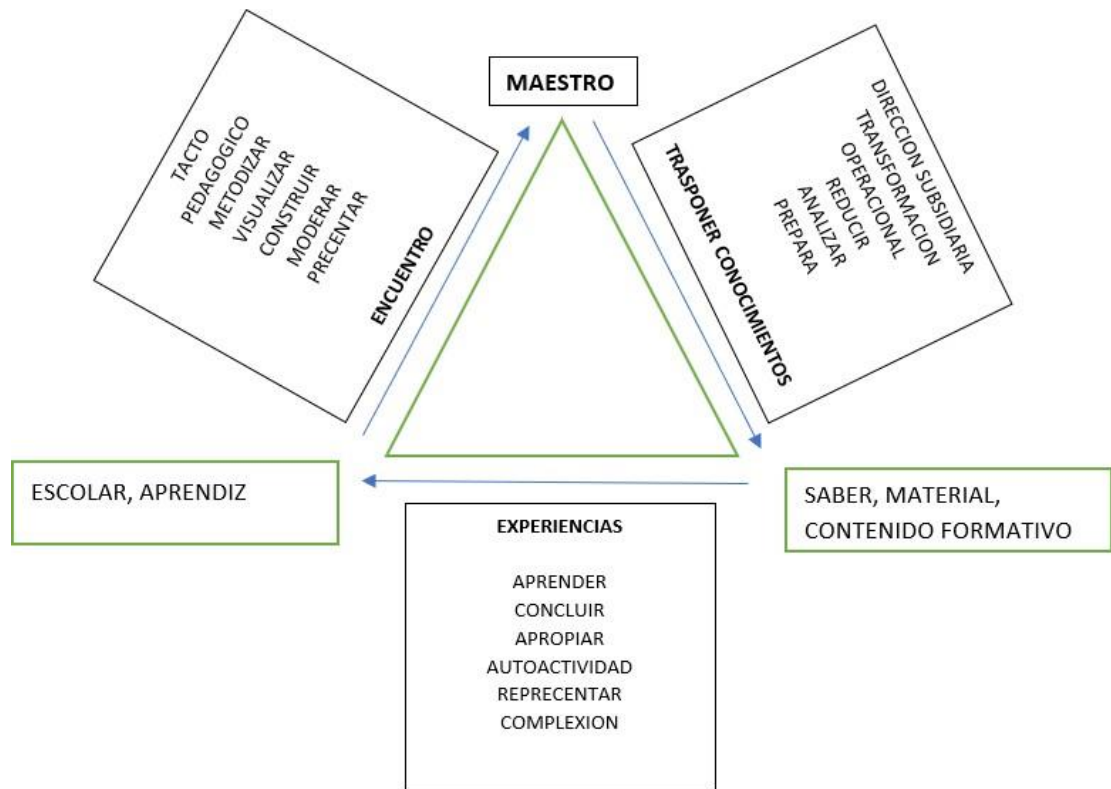 MAESTRO
TACTO
PEDAGOGICO
METODIZAR
VISUALIZAR
CONSTRUIR
MODERAR
PRECENTAR
ENCUENTRO
DIRECCION SUBSIDIARIA
TRANSFORMACION
OPERACIONAL
REDUCIR
ANALIZAR
PREPARA
TRASPONER CONOCIMIENTOS
ESCOLAR, APRENDIZ
SABER, MATERIAL,
CONTENIDO FORMATIVO
EXPERIENCIAS
APRENDER
CONCLUIR
APROPIAR
AUTOACTIVIDAD
REPRECENTAR
COMPLEXION